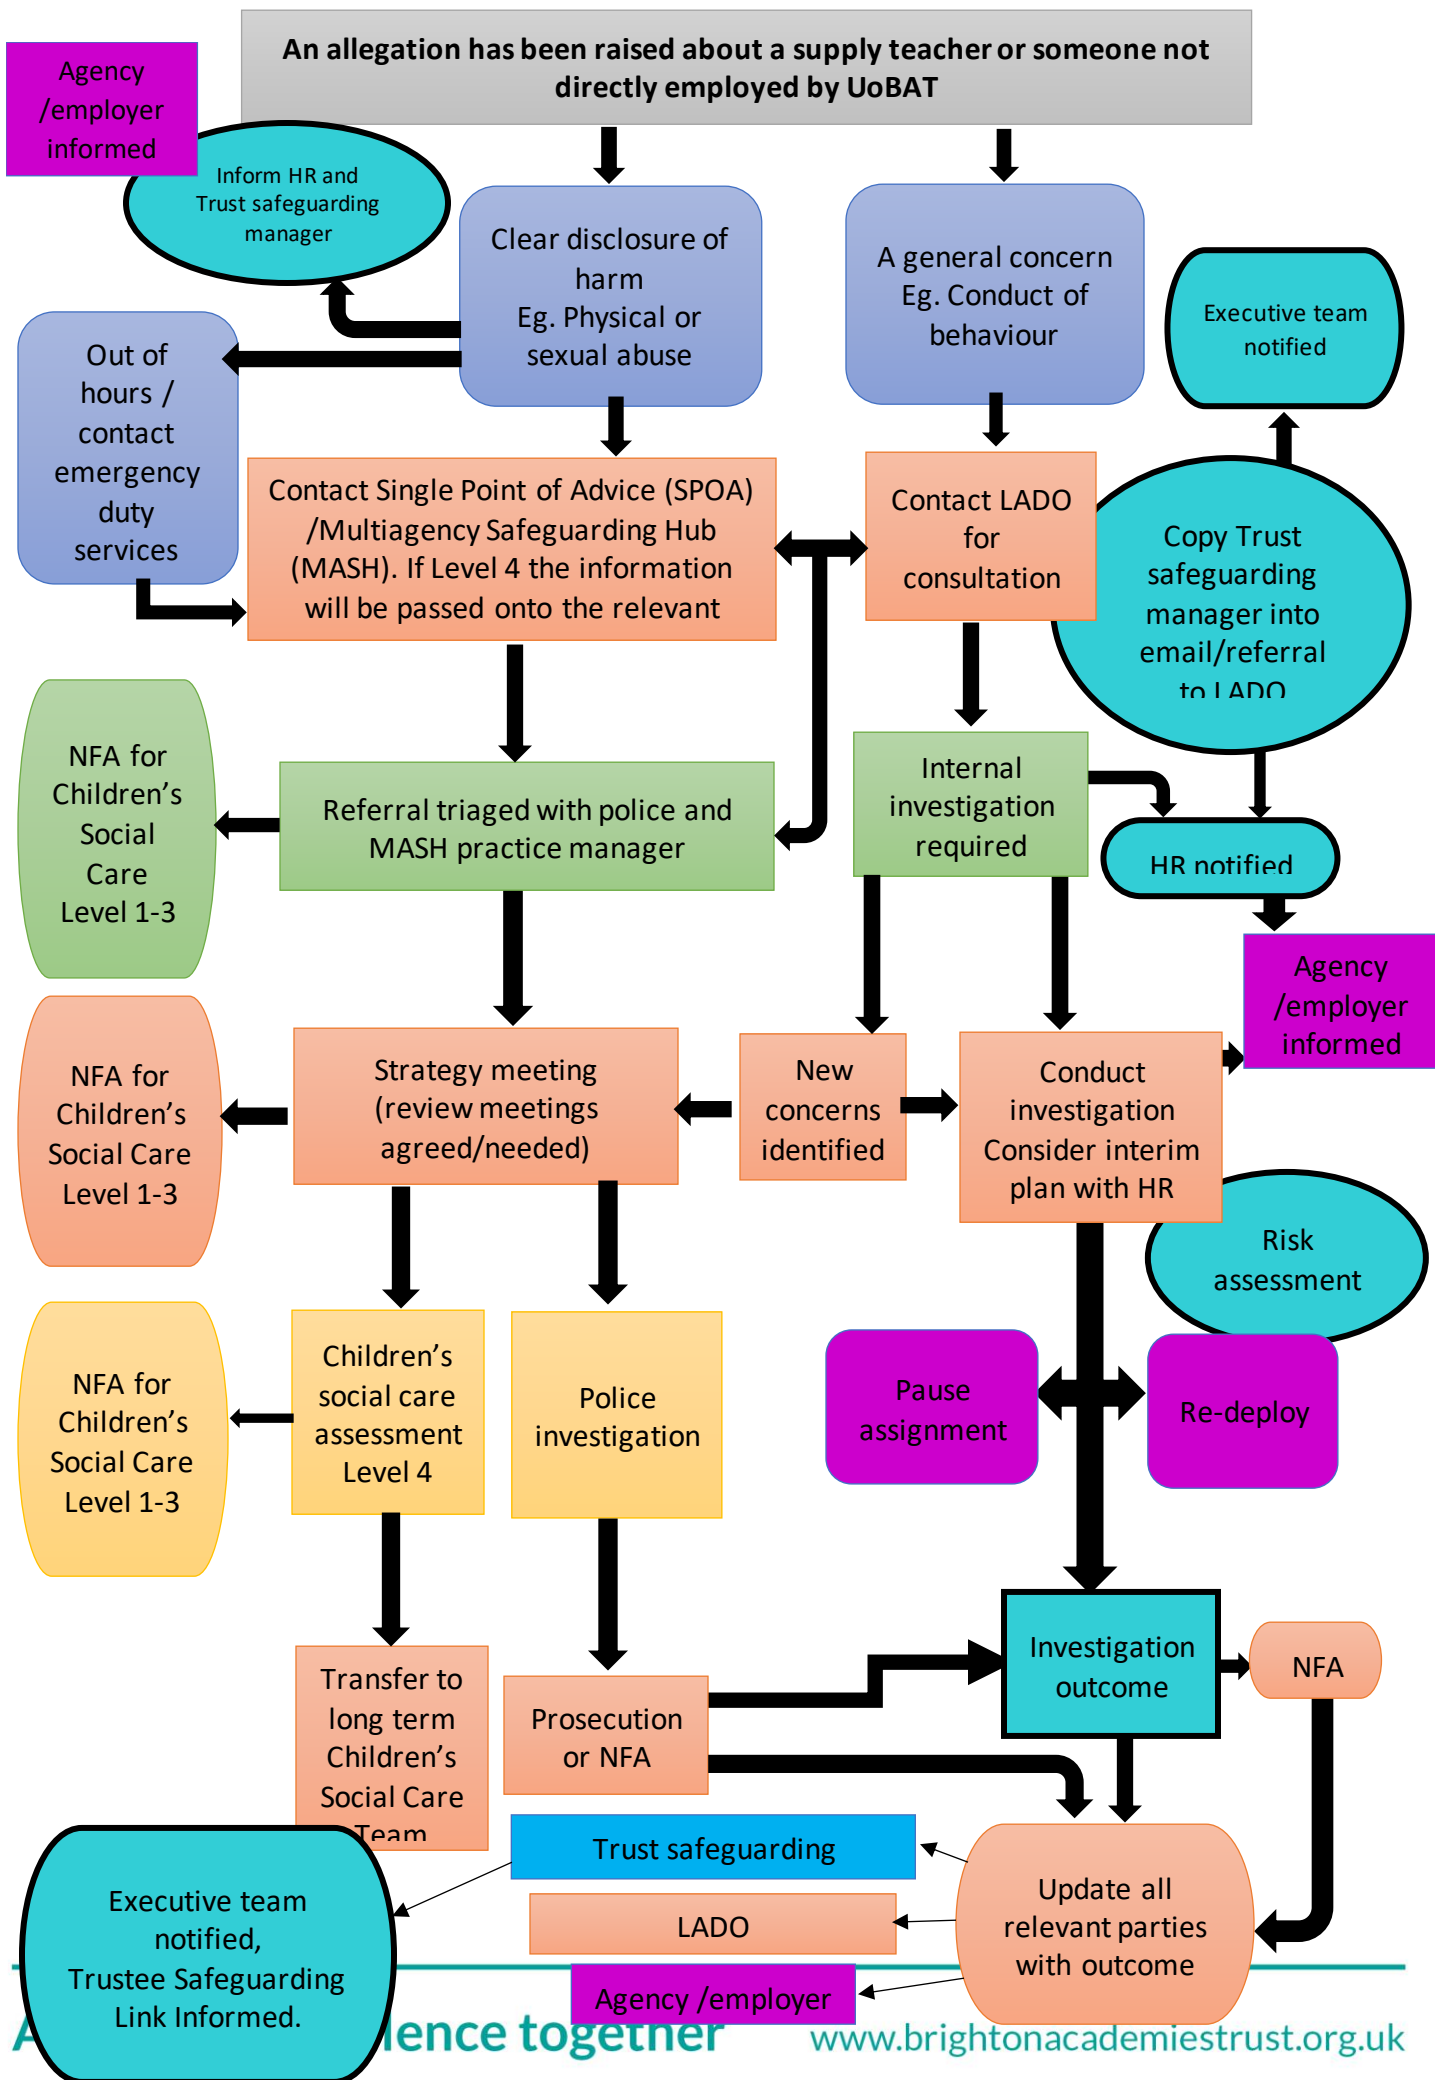 An allegation has been raised about a supply teacher or someone not
directly employed by UoBAT
Agency
/employer
informed
Inform HR and
Trust safeguarding
manager
Clear disclosure of
harm
Eg. Physical or
sexual abuse
A general concern
Eg. Conduct of
behaviour
Executive team
notified
Out of
hours /
contact
emergency
duty
services
Contact Single Point of Advice (SPOA)
/Multiagency Safeguarding Hub
(MASH). If Level 4 the information
will be passed onto the relevant
Contact LADO
for
consultation
Copy Trust
safeguarding
manager into
email/referral
to LADO
NFA for
Children's
Social
Care
Level 1-3
Referral triaged with police and
MASH practice manager
Internal
investigation
required
HR notified
Agency
/employer
informed
NFA for
Children's
Social Care
Level 1-3
Strategy meeting
(review meetings
agreed/needed)
New
concerns
identified
Conduct
investigation
Consider interim
plan with HR
Risk
assessment
NFA for
Children's
Social Care
Level 1-3
Children's
social care
assessment
Level 4
Police
investigation
Pause
assignment
Re-deploy
Transfer to
long term
Children's
Social Care
Team
Prosecution
or NFA
Investigation
outcome
NFA
Trust safeguarding
LADO
Agency /employer
Update all
relevant parties
with outcome
Executive team
notified,
Trustee Safeguarding
Link Informed.
lence together
www.brightonacademiestrust.org.uk